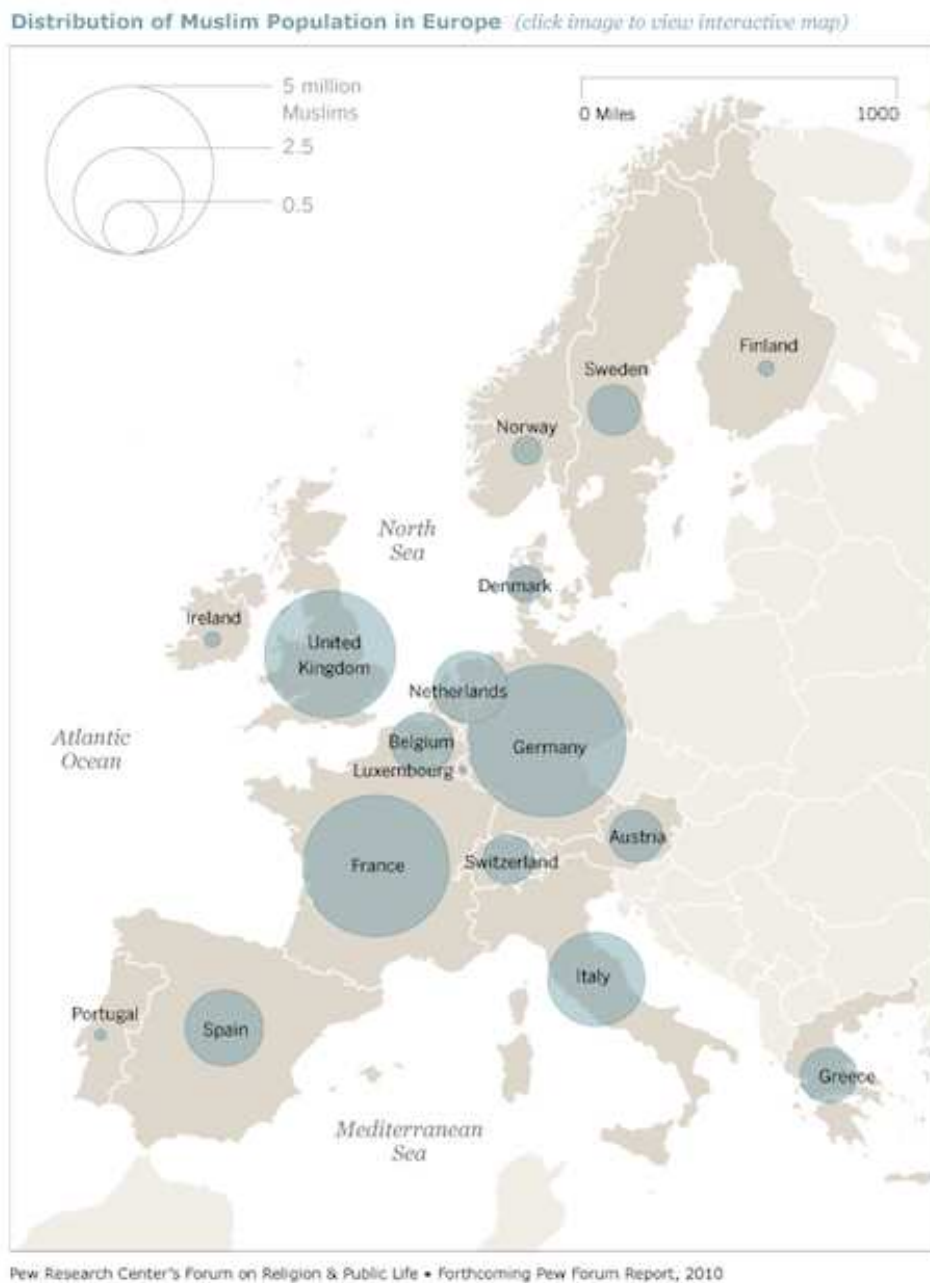 Distribution of Muslim Population in Europe (click image to view interactive map)
5 million
Muslims
2.5
0.5
0 Miles 1000
Finland
Sweden
Norway
North
Sea
Denmark
Ireland
United
Kingdom
Netherlands
Atlantic
Ocean
Belgium
Germany
Luxembourg
Austria
France
Switzerland
Italy
Portugal
Spain
Greece
Mediterranean
Sea
Pew Research Center's Forum on Religion & Public Life • Forthcoming Pew Forum Report, 2010